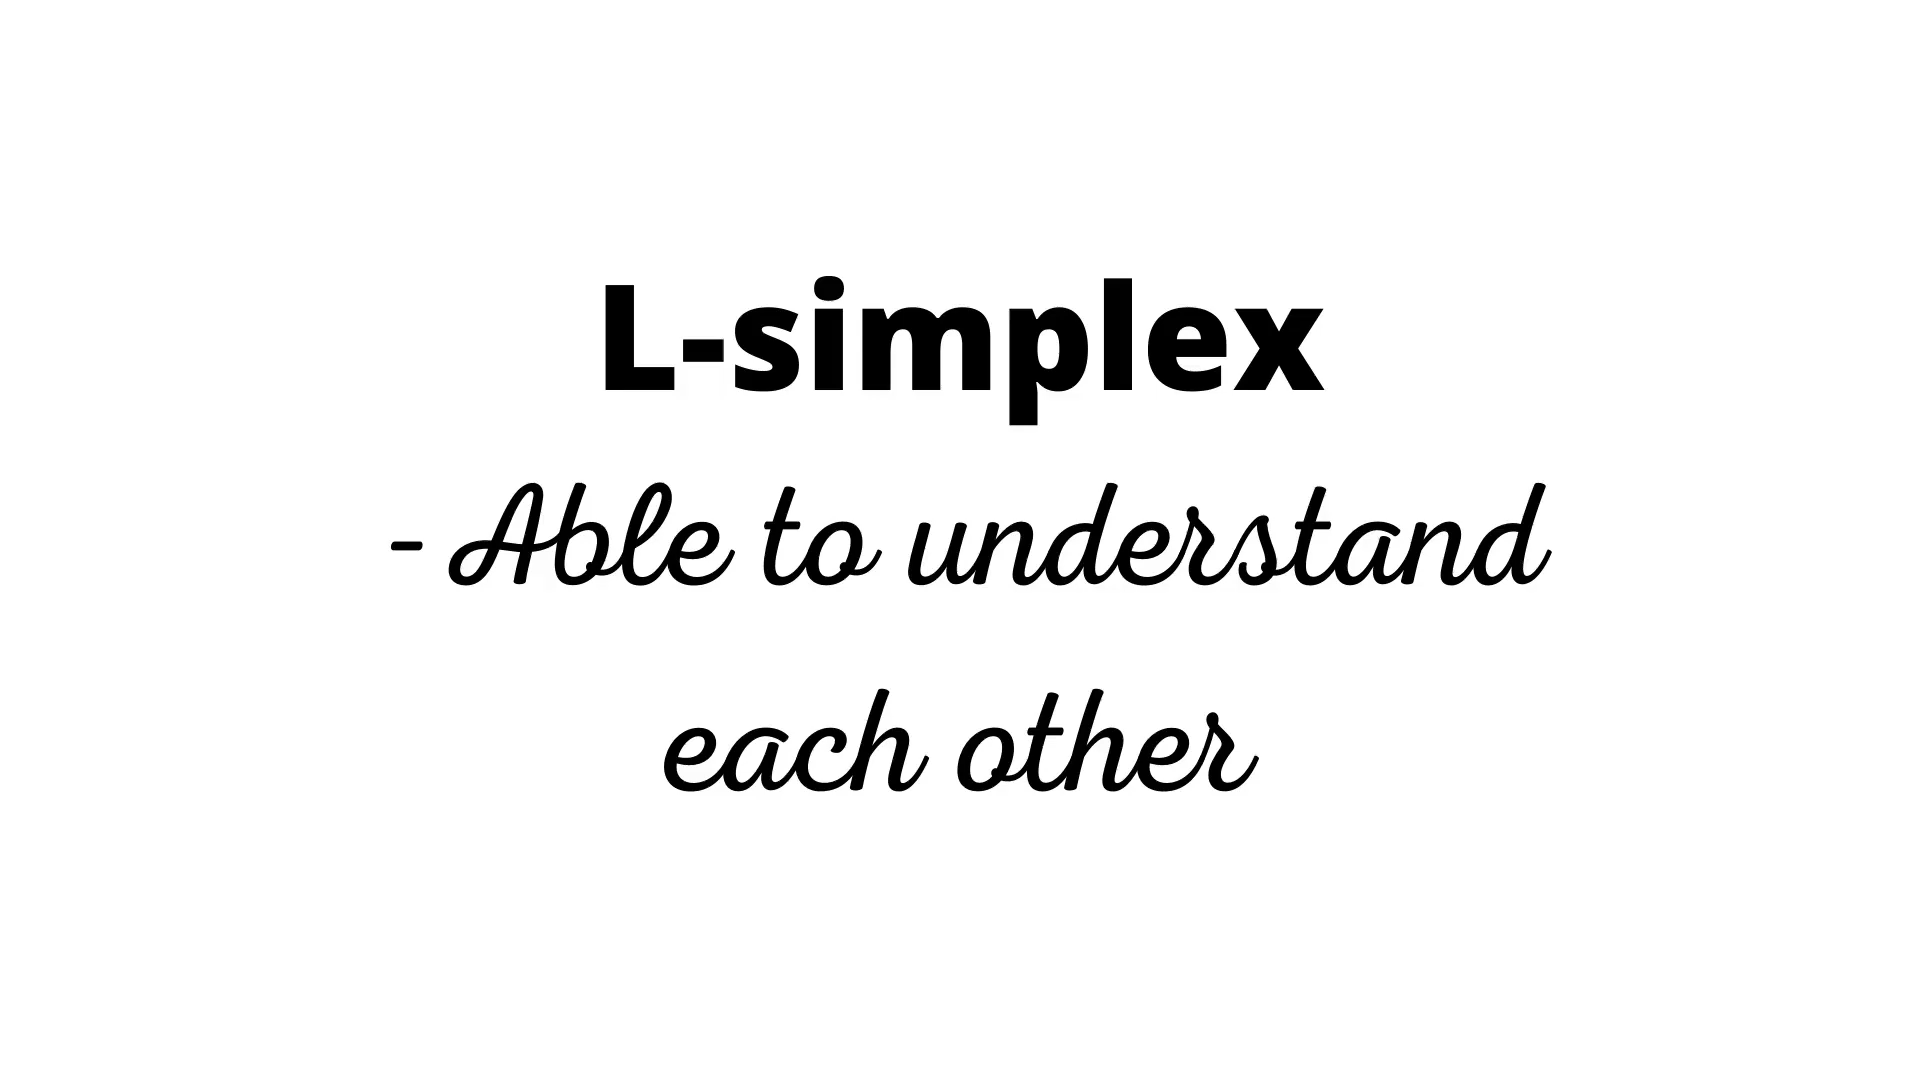 L-simplex
- Able to understand
each other